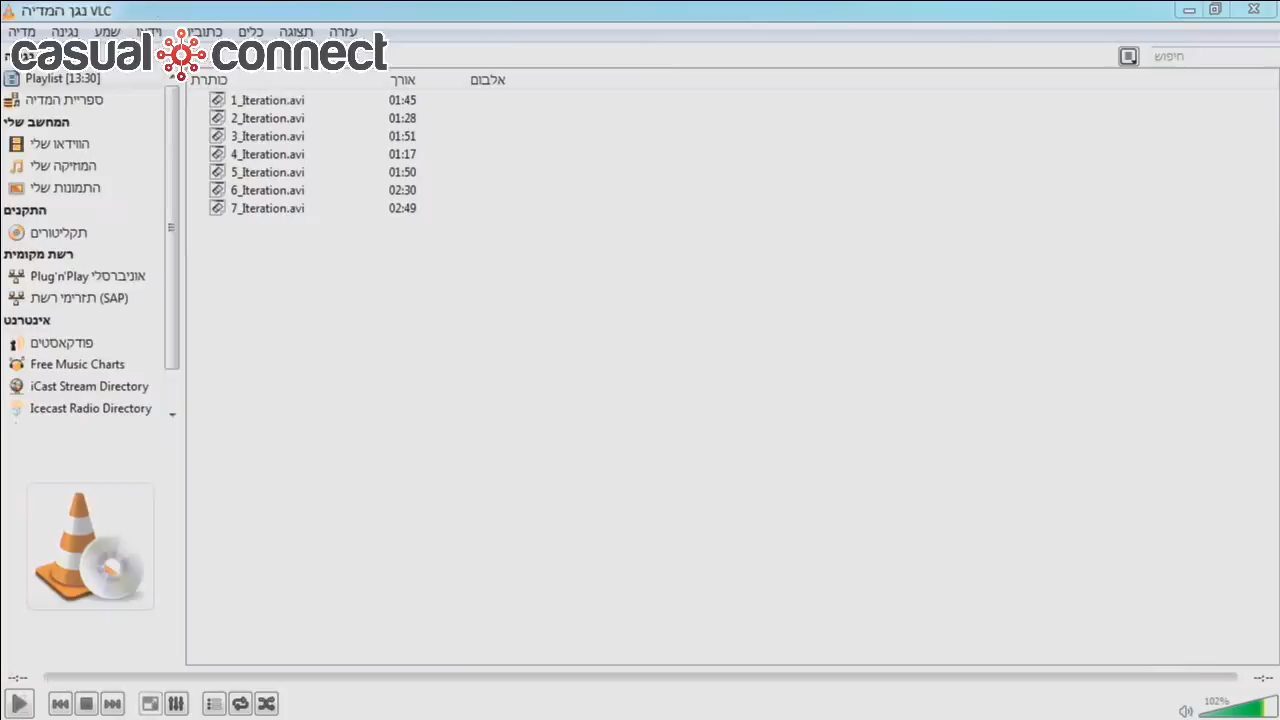 נגן המדיה VLC
מדיה נגינה שמע וידאו כתוביות כלים תצוגה עזרה
casual connect
חיפוש
Playlist [13:30]
כותרת אורך אלבום
ספריית המדיה
1_Iteration.avi 01:45
2_Iteration.avi 01:28
המחשב שלי
3_Iteration.avi 01:51
הווידאו שלי
4_Iteration.avi 01:17
המוזיקה שלי
5_Iteration.avi 01:50
התמונות שלי
6_Iteration.avi 02:30
7_Iteration.avi 02:49
התקנים
תקליטורים
רשת מקומית
אוניברסלי Plug'n'Play
תזרימי רשת (SAP)
אינטרנט
פודקאסטים
Free Music Charts
iCast Stream Directory
Icecast Radio Directory
--:-- --:--
102%